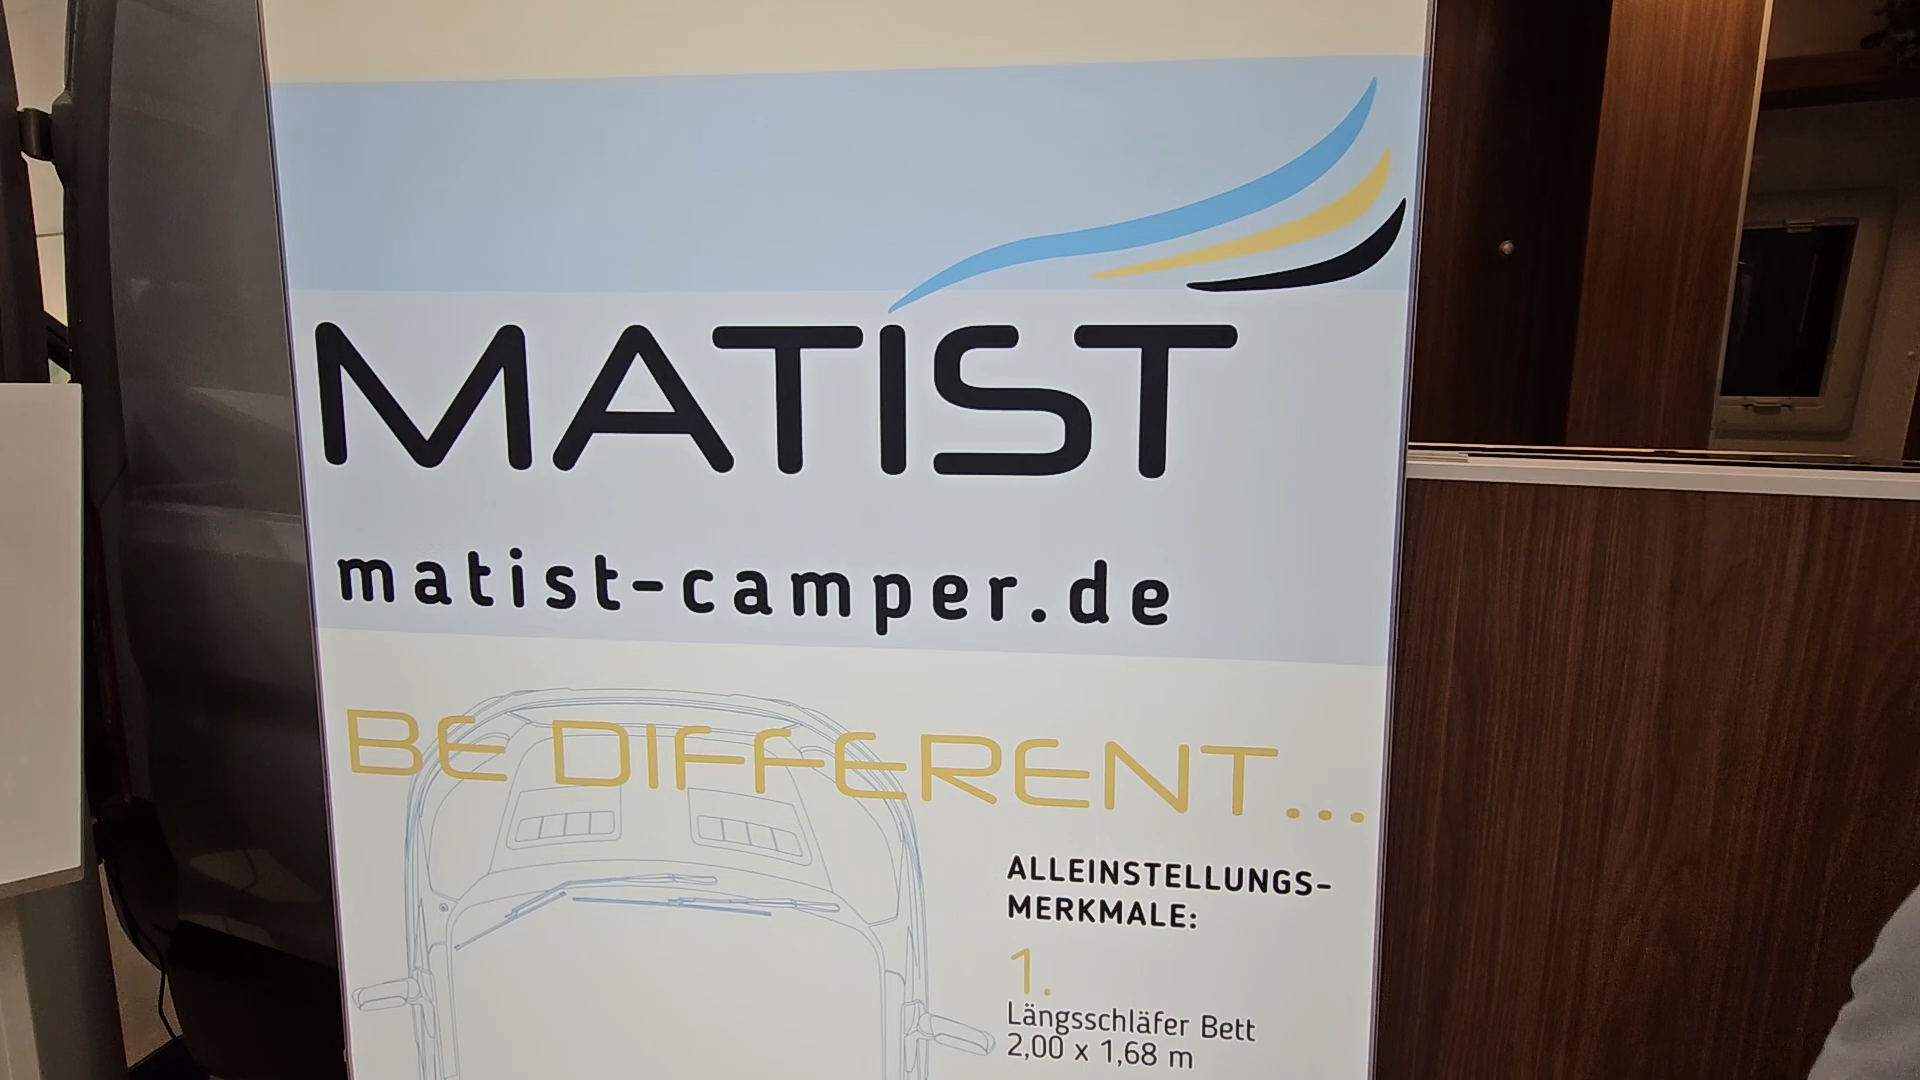 MATIST
matist-camper.de
BE DIFFERENT...
ALLEINSTELLUNGS-
MERKMALE:
1.
Längsschläfer Bett
2,00 x 1,68 m